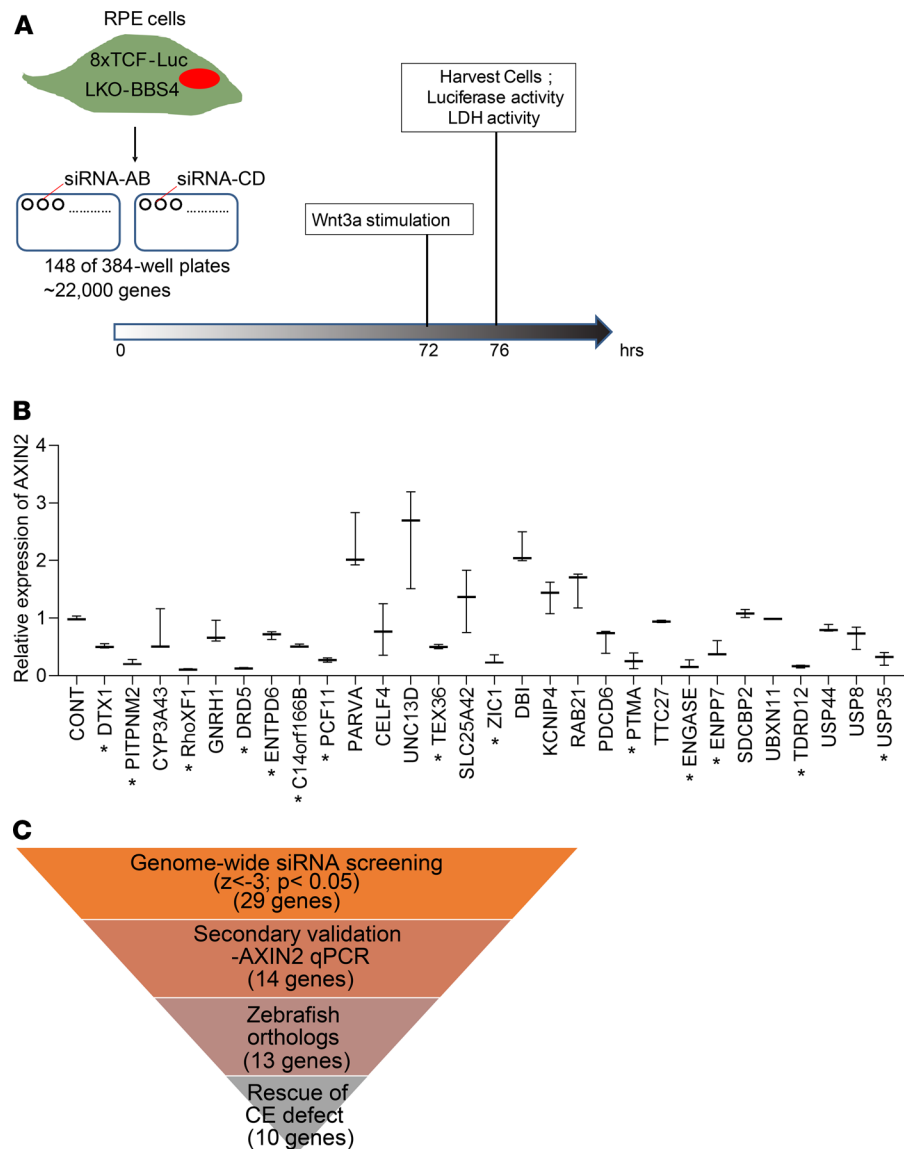 A
RPE cells
8xTCF-Luc
LKO-BBS4
siRNA-AB
siRNA-CD
148 of 384-well plates
~22,000 genes
Wnt3a stimulation
Harvest Cells ;
Luciferase activity
LDH activity
0
72
76
hrs
B
Relative expression of AXIN2
4
3
2
1
0
CONT
* DTX1
* PITPNM2
CYP3A43
* RhoXF1
GNRH1
* DRD5
* ENTPD6
* C14orf166B
* PCF11
PARVA
CELF4
UNC13D
* TEX36
SLC25A42
* ZIC1
DBI
KCNIP4
RAB21
PDCD6
* PTMA
TTC27
* ENGASE
* ENPP7
SDCBP2
UBXN11
* TDRD12
USP44
USP8
* USP35
C
Genome-wide siRNA screening
(z<-3; p< 0.05)
(29 genes)
Secondary validation
-AXIN2 qPCR
(14 genes)
Zebrafish
orthologs
(13 genes)
Rescue of
CE defect
(10 genes)